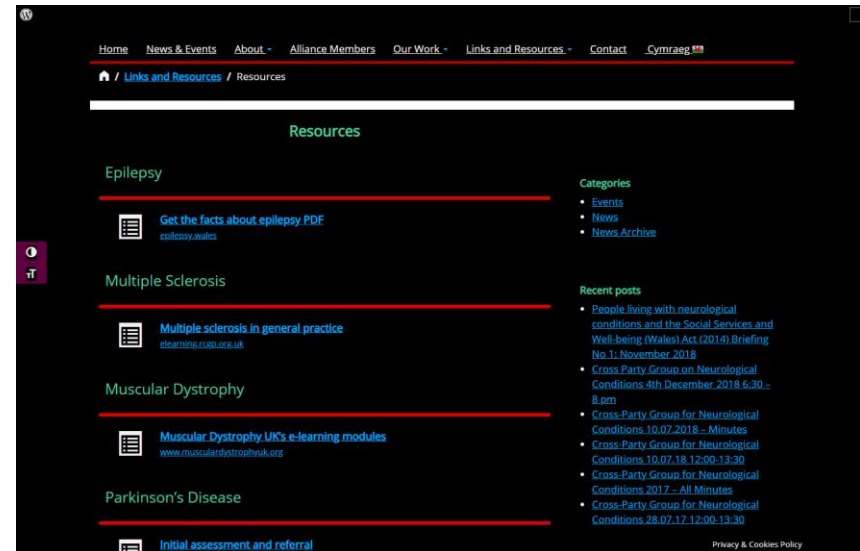 Home News & Events About Alliance Members Our Work Links and Resources Contact Cymraeg
/ Links and Resources / Resources
Resources
Epilepsy
Get the facts about epilepsy PDF
epilepsy.wales
Multiple Sclerosis
Multiple sclerosis in general practice
elearning.rcgp.org.uk
Muscular Dystrophy
Muscular Dystrophy UK's e-learning modules
www.musculardystrophyuk.org
Parkinson's Disease
Initial assessment and referral
Categories
Events
News
News Archive
Recent posts
People living with neurological
conditions and the Social Services and
Well-being (Wales) Act (2014) Briefing
No 1: November 2018
Cross Party Group on Neurological
Conditions 4th December 2018 6:30 –
8 pm
Cross-Party Group for Neurological
Conditions 10.07.2018 – Minutes
Cross-Party Group for Neurological
Conditions 10.07.18 12:00-13:30
Cross-Party Group for Neurological
Conditions 2017 – All Minutes
Cross-Party Group for Neurological
Conditions 28.07.17 12:00-13:30
Privacy & Cookies Policy